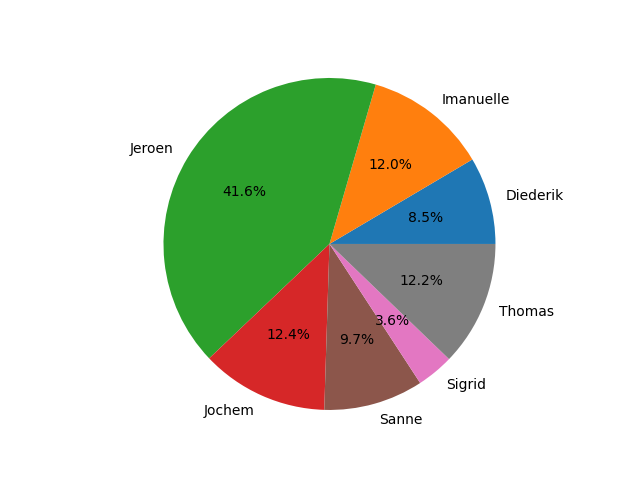 Imanuelle
Jeroen
12.0%
41.6%
Diederik
8.5%
12.2%
Thomas
3.6%
12.4%
9.7%
Sigrid
Jochem
Sanne